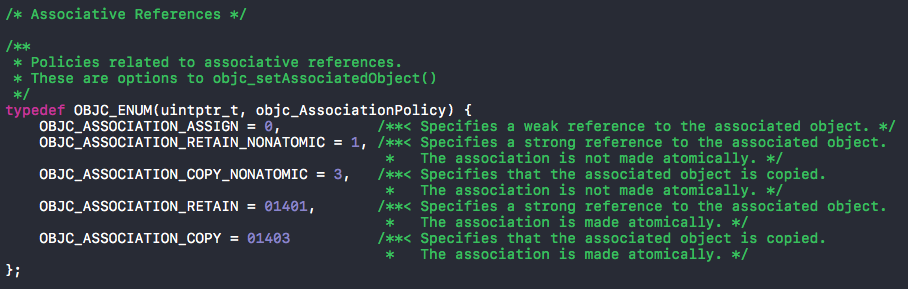 /* Associative References */
/**
 * Policies related to associative references.
 * These are options to objc_setAssociatedObject()
 */
typedef OBJC_ENUM(uintptr_t, objc_AssociationPolicy) {
    OBJC_ASSOCIATION_ASSIGN = 0,           /**< Specifies a weak reference to the associated object. */
    OBJC_ASSOCIATION_RETAIN_NONATOMIC = 1, /**< Specifies a strong reference to the associated object.
                                            *   The association is not made atomically. */
    OBJC_ASSOCIATION_COPY_NONATOMIC = 3,   /**< Specifies that the associated object is copied.
                                            *   The association is not made atomically. */
    OBJC_ASSOCIATION_RETAIN = 01401,       /**< Specifies a strong reference to the associated object.
                                            *   The association is made atomically. */
    OBJC_ASSOCIATION_COPY = 01403          /**< Specifies that the associated object is copied.
                                            *   The association is made atomically. */
};